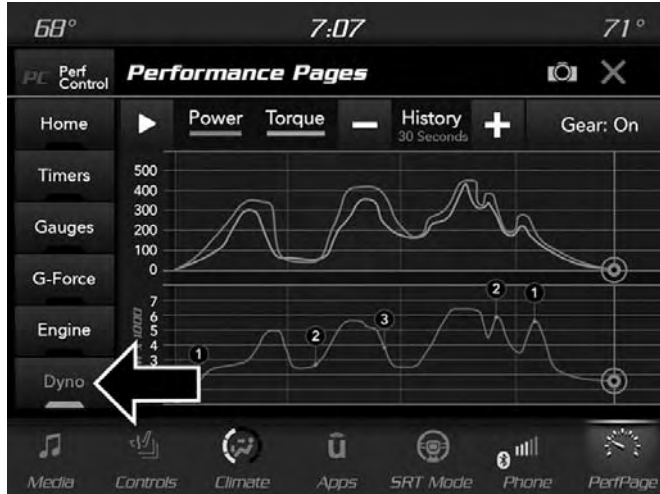 68° 7:07 71°
PC Perf Control Performance Pages
Home Power Torque History 30 Seconds Gear: On
Timers
Gauges
G-Force
Engine
Dyno
500
400
300
200
100
0
7
6
5
4
3
1 2 3 2 1
Media Controls Climate Apps SRT Mode Phone PerfPage